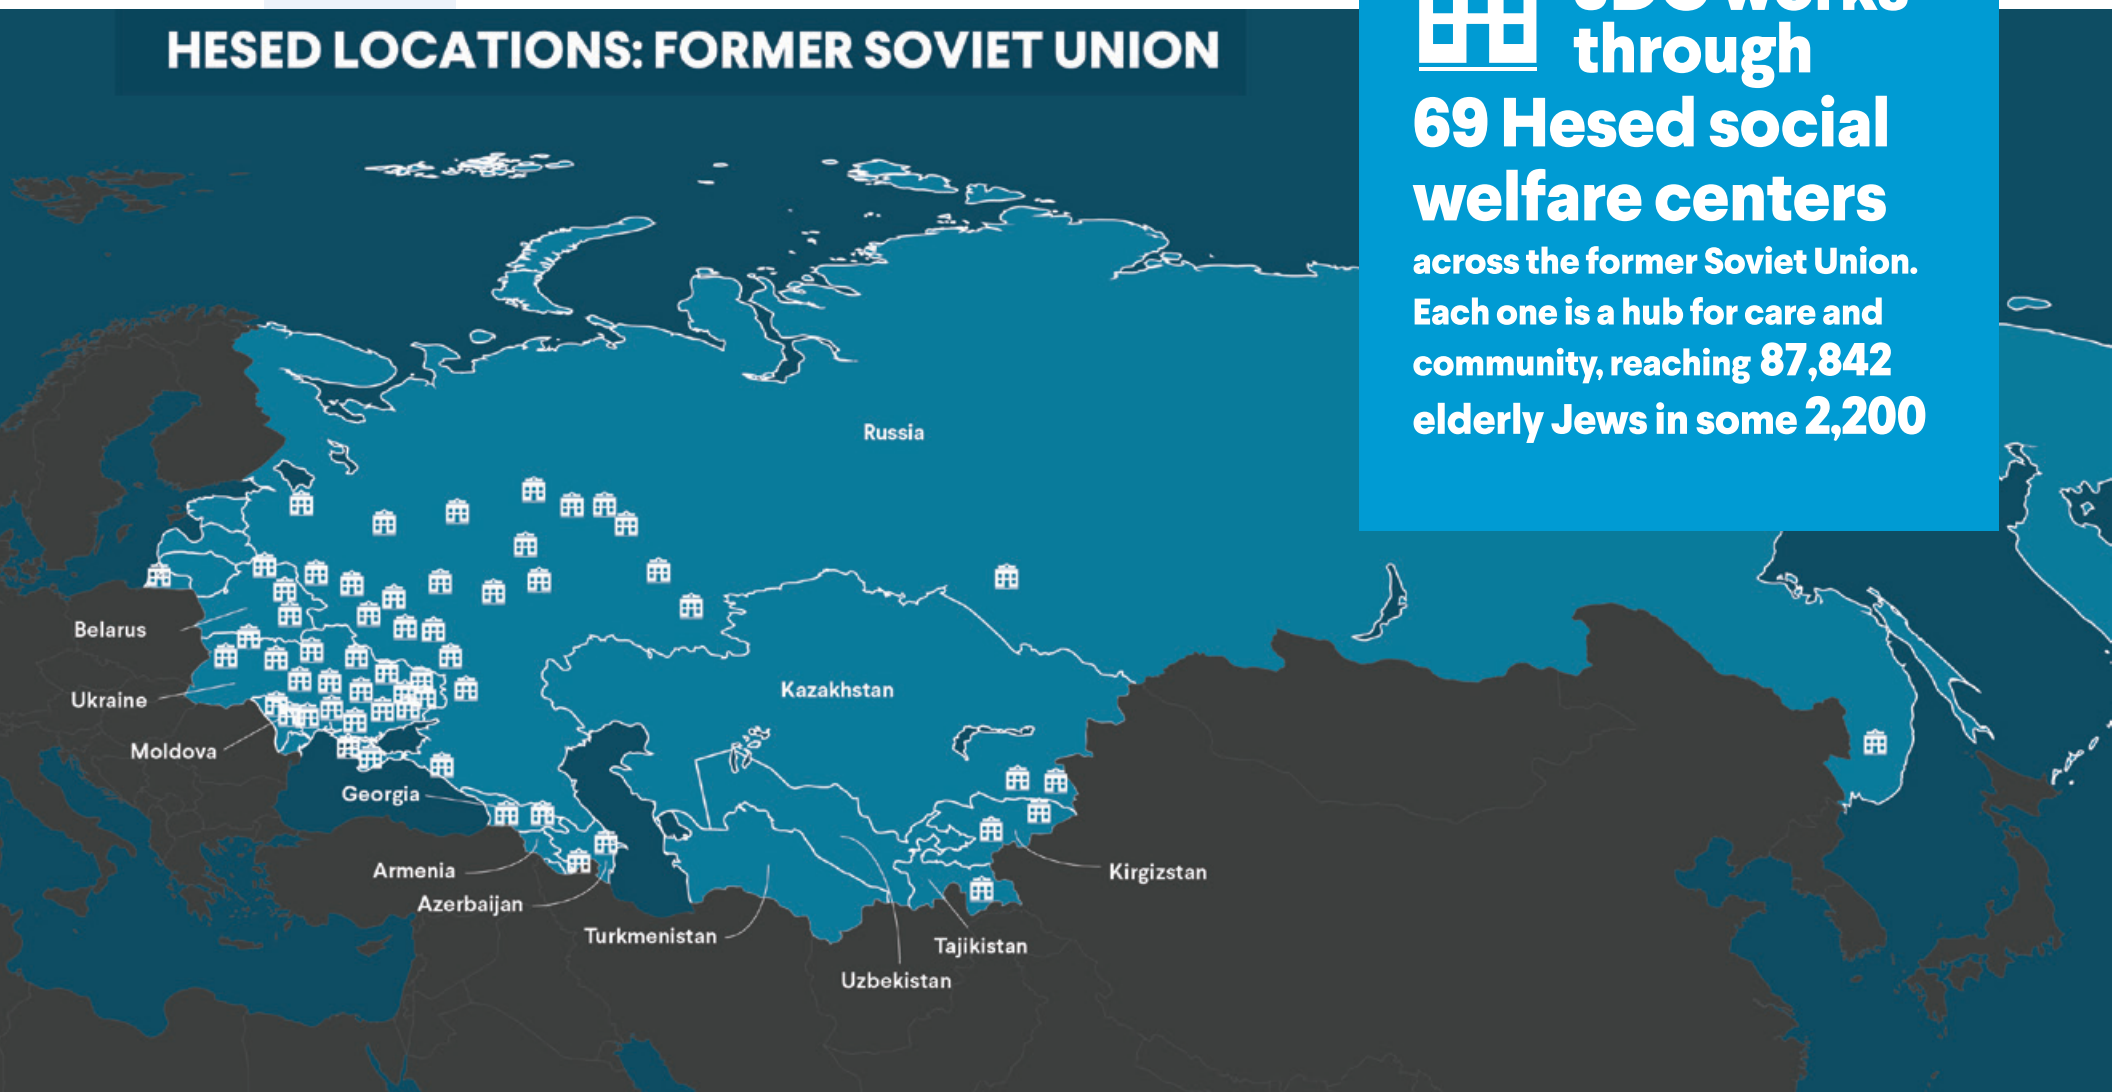 HESED LOCATIONS: FORMER SOVIET UNION
JDC works
through
69 Hesed social
welfare centers
across the former Soviet Union.
Each one is a hub for care and
community, reaching 87,842
elderly Jews in some 2,200
Russia
Belarus
Ukraine
Kazakhstan
Moldova
Georgia
Armenia
Kirgizstan
Azerbaijan
Turkmenistan
Tajikistan
Uzbekistan